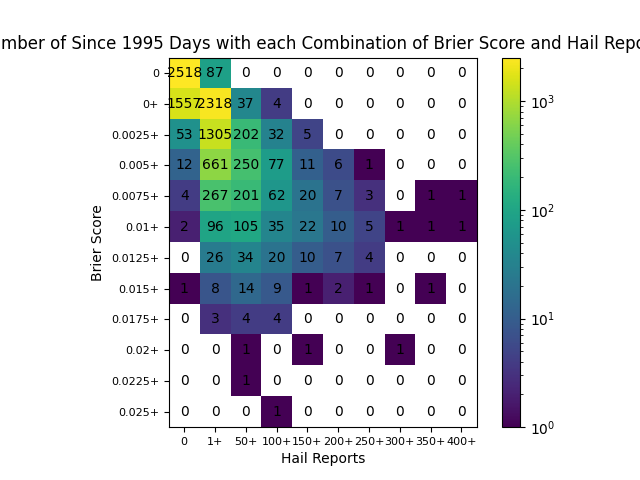 mber of Since 1995 Days with each Combination of Brier Score and Hail Repo
0 2518 87 0 0 0 0 0 0 0 0
0+ 1557 2318 37 4 0 0 0 0 0 0
0.0025+ 53 1305 202 32 5 0 0 0 0 0
0.005+ 12 661 250 77 11 6 1 0 0 0
0.0075+ 4 267 201 62 20 7 3 0 1 1
0.01+ 2 96 105 35 22 10 5 1 1 1
0.0125+ 0 26 34 20 10 7 4 0 0 0
0.015+ 1 8 14 9 1 2 1 0 1 0
0.0175+ 0 3 4 4 0 0 0 0 0 0
0.02+ 0 0 1 0 1 0 0 1 0 0
0.0225+ 0 0 1 0 0 0 0 0 0 0
0.025+ 0 0 0 1 0 0 0 0 0 0
0 1+ 50+ 100+ 150+ 200+ 250+ 300+ 350+ 400+
Hail Reports
Brier Score
10³
10²
10¹
10⁰